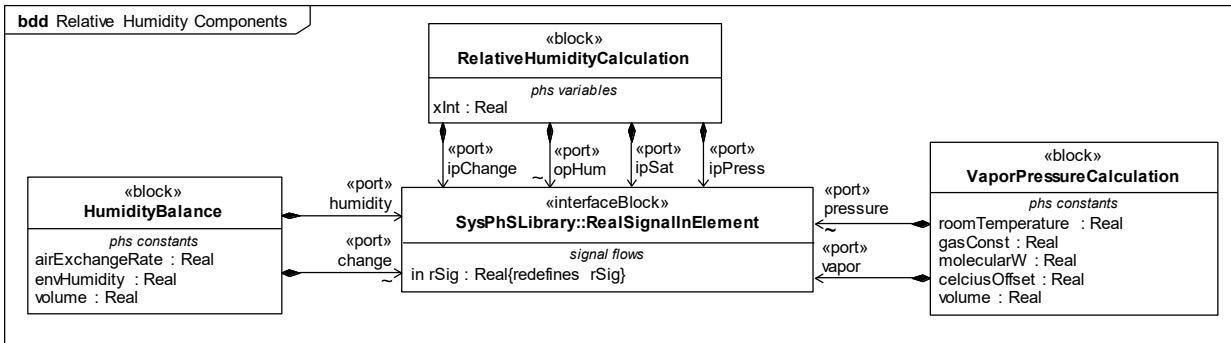 bdd Relative Humidity Components
«block»
RelativeHumidityCalculation
phs variables
xInt : Real
«port»
ipChange
«port»
~ opHum
«port»
ipSat
«port»
ipPress
«block»
HumidityBalance
phs constants
airExchangeRate : Real
envHumidity : Real
volume : Real
«port»
humidity
«port»
change
~
«interfaceBlock»
SysPhSLibrary::RealSignalInElement
signal flows
in rSig : Real{redefines rSig}
«port»
pressure
~
«port»
vapor
«block»
VaporPressureCalculation
phs constants
roomTemperature : Real
gasConst : Real
molecularW : Real
celciusOffset : Real
volume : Real